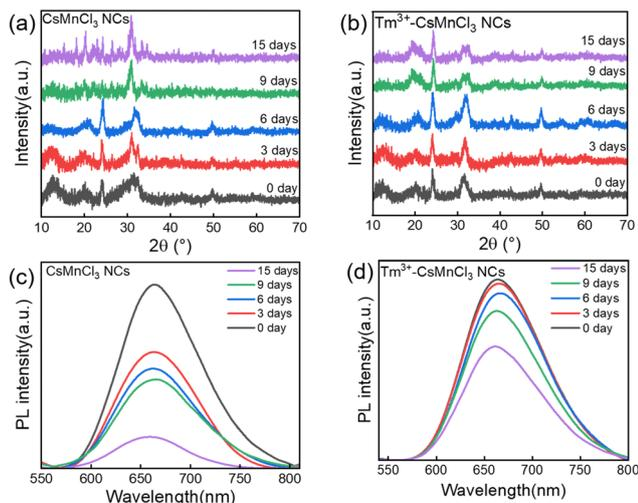 (a) CsMnCl3 NCs
15 days
9 days
6 days
3 days
0 day
Intensity(a.u.)
10 20 30 40 50 60 70
2θ (°)
(b) Tm³⁺-CsMnCl₃ NCs
15 days
9 days
6 days
3 days
0 day
Intensity(a.u.)
10 20 30 40 50 60 70
2θ (°)
(c) CsMnCl₃ NCs
15 days
9 days
6 days
3 days
0 day
PL intensity(a.u.)
550 600 650 700 750 800
Wavelength(nm)
(d) Tm³⁺-CsMnCl₃ NCs
15 days
9 days
6 days
3 days
0 day
PL intensity(a.u.)
550 600 650 700 750 800
Wavelength(nm)